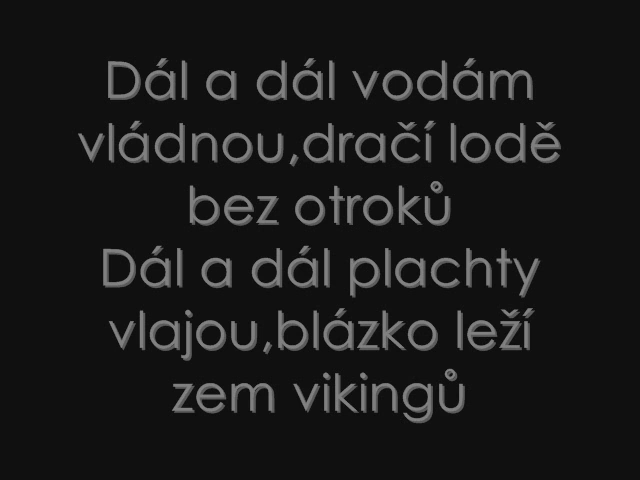 Dál a dál vodám
vládnou,dračí lodě
bez otroků
Dál a dál plachty
vlajou,blázko leží
zem vikingů